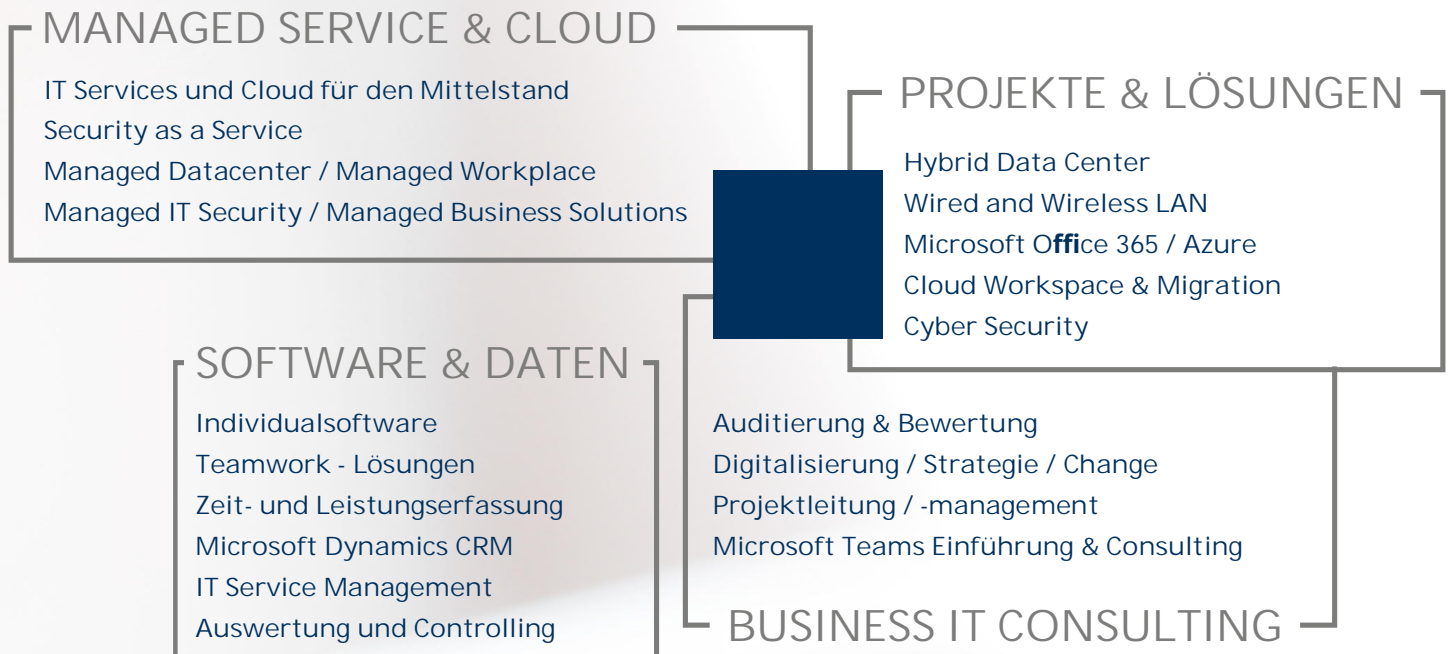 MANAGED SERVICE & CLOUD
IT Services und Cloud für den Mittelstand
Security as a Service
Managed Datacenter / Managed Workplace
Managed IT Security / Managed Business Solutions
PROJEKTE & LÖSUNGEN
Hybrid Data Center
Wired and Wireless LAN
Microsoft Office 365 / Azure
Cloud Workspace & Migration
Cyber Security
SOFTWARE & DATEN
Individualsoftware
Teamwork - Lösungen
Zeit- und Leistungserfassung
Microsoft Dynamics CRM
IT Service Management
Auswertung und Controlling
Auditierung & Bewertung
Digitalisierung / Strategie / Change
Projektleitung / -management
Microsoft Teams Einführung & Consulting
BUSINESS IT CONSULTING